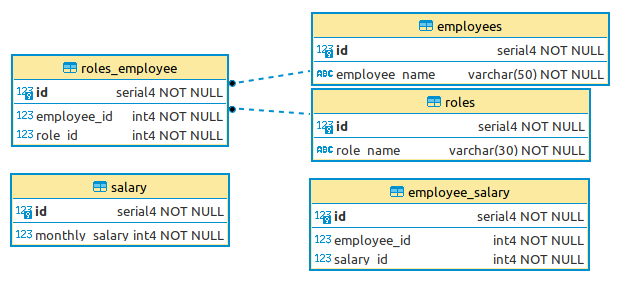 employees
123 id serial4 NOT NULL
ABC employee_name varchar(50) NOT NULL
roles_employee
123 id serial4 NOT NULL
123 employee_id int4 NOT NULL
123 role_id int4 NOT NULL
roles
123 id serial4 NOT NULL
ABC role_name varchar(30) NOT NULL
salary
123 id serial4 NOT NULL
123 monthly_salary int4 NOT NULL
employee_salary
123 id serial4 NOT NULL
123 employee_id int4 NOT NULL
123 salary_id int4 NOT NULL